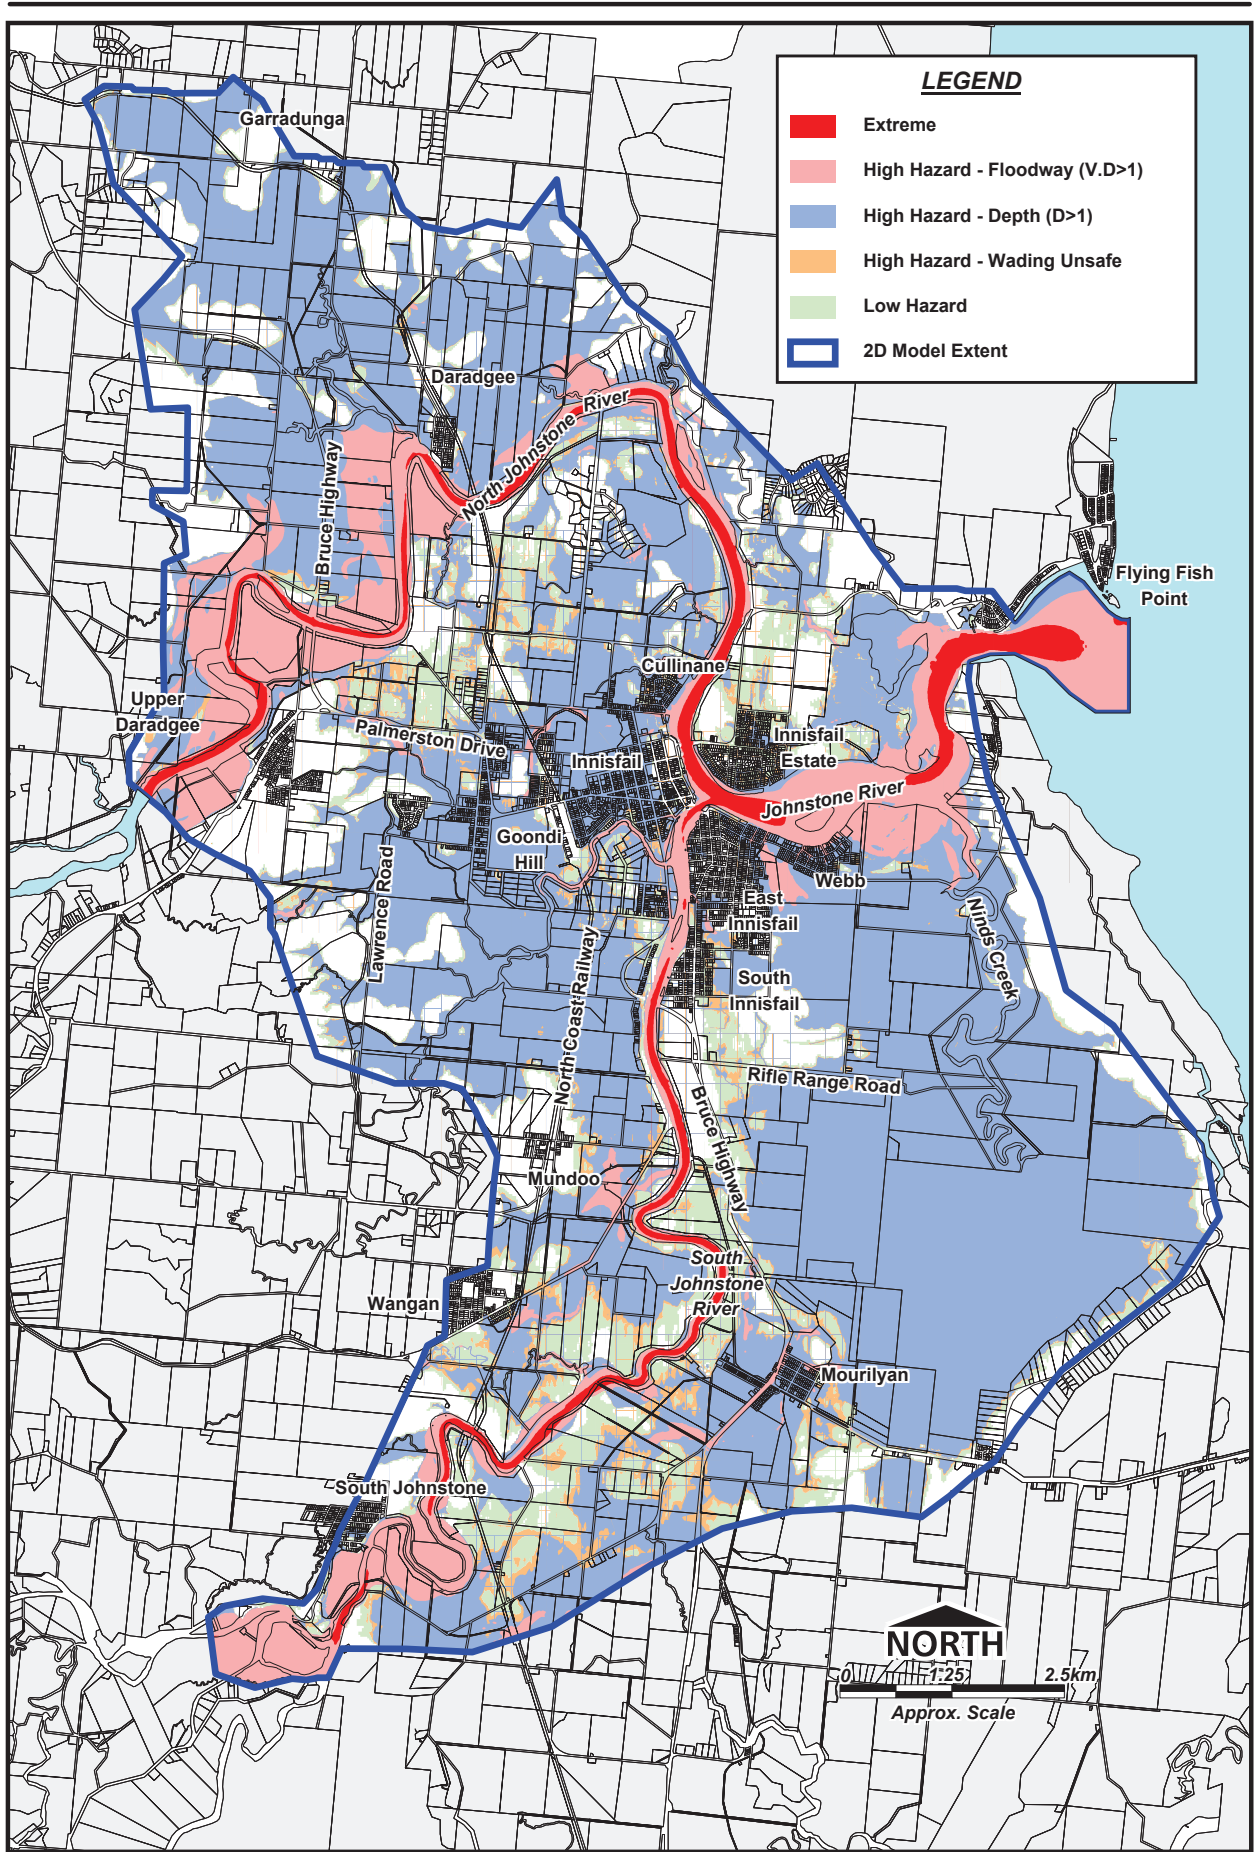 LEGEND
Extreme
High Hazard - Floodway (V.D>1)
High Hazard - Depth (D>1)
High Hazard - Wading Unsafe
Low Hazard
2D Model Extent
Garradunga
Daradgee
North Johnstone River
Bruce Highway
Flying Fish
Point
Cullinane
Upper
Daradgee
Palmerston Drive
Innisfail
Innisfail
Estate
Johnstone River
Goondi
Hill
Lawrence Road
Webb
East
Innisfail
Ninds Creek
North Coast Railway
South
Innisfail
Rifle Range Road
Bruce Highway
Mundoo
South
Johnstone
River
Wangan
Mourilyan
South Johnstone
NORTH
0 1.25 2.5km
Approx. Scale